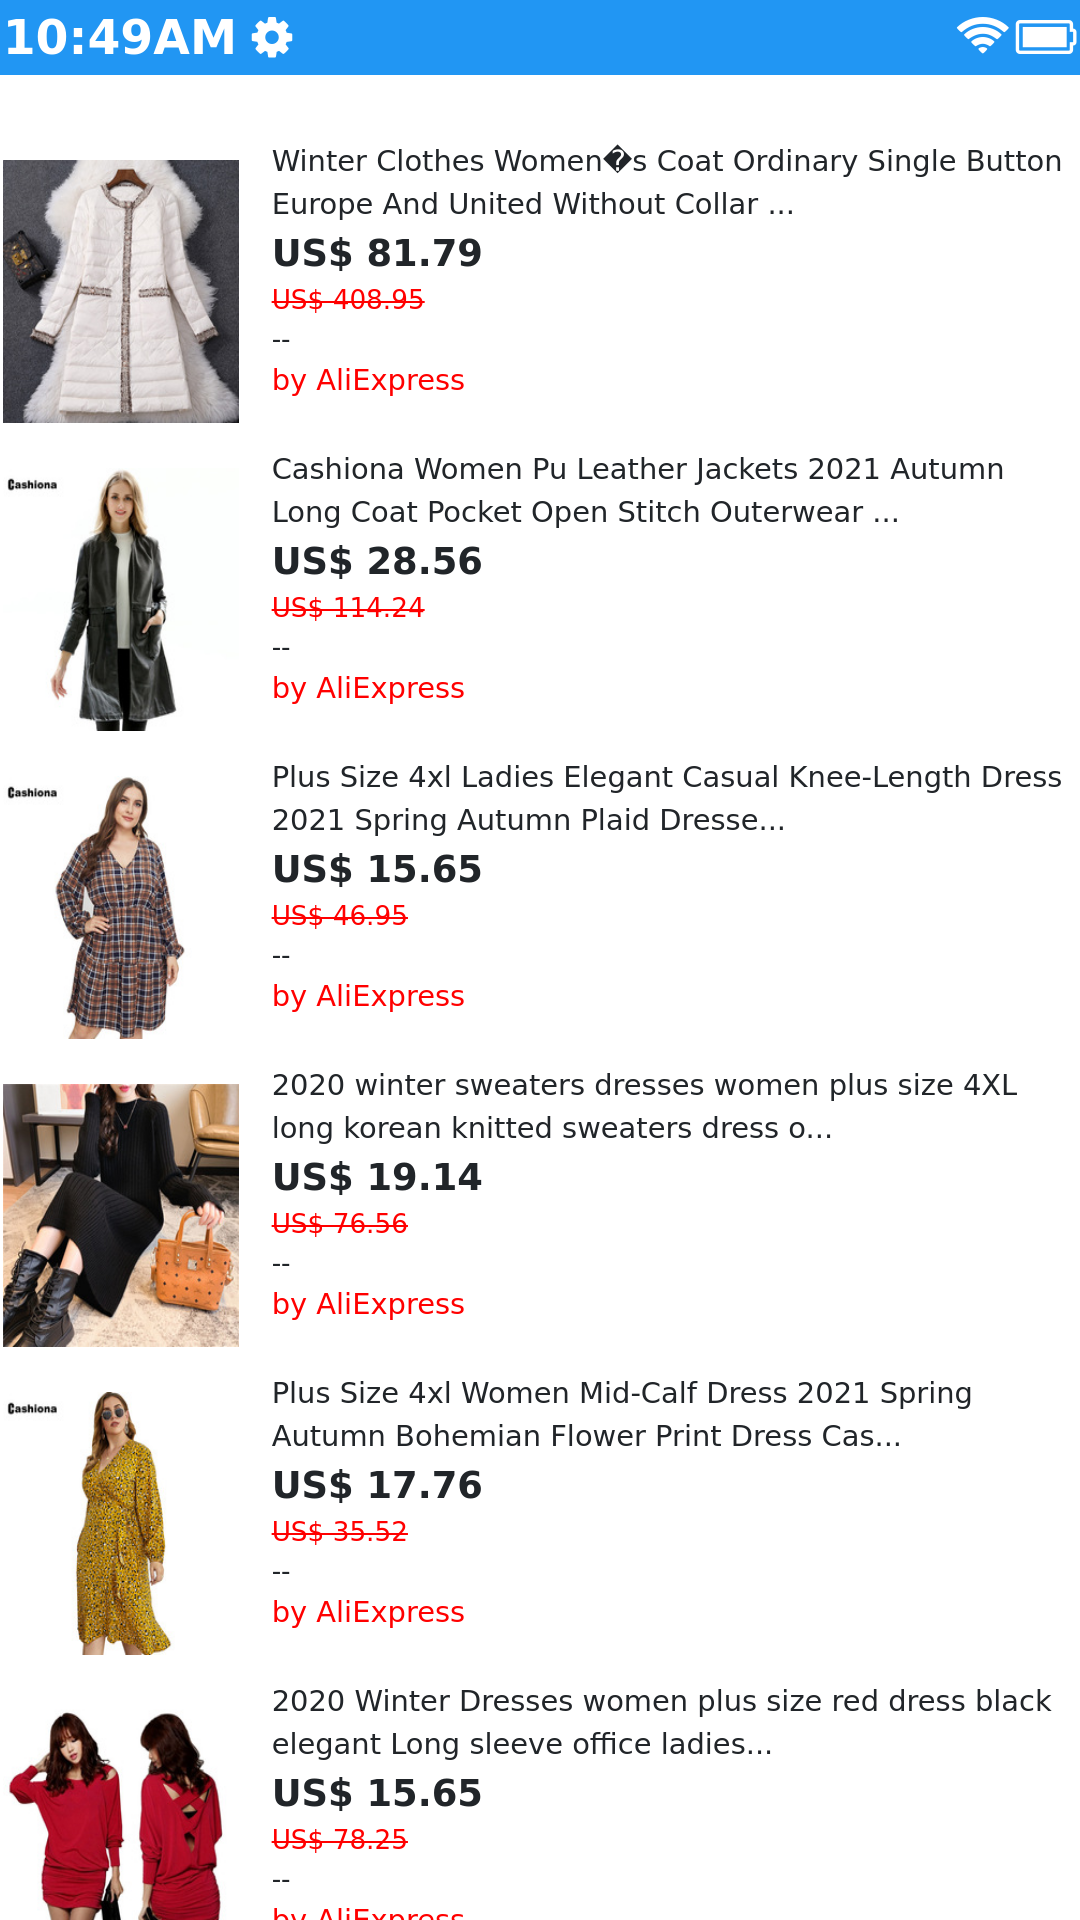 10:49AM
Winter Clothes Women�s Coat Ordinary Single Button
Europe And United Without Collar ...
US$ 81.79
US$ 408.95
--
by AliExpress
Cashiona
Cashiona Women Pu Leather Jackets 2021 Autumn
Long Coat Pocket Open Stitch Outerwear ...
US$ 28.56
US$ 114.24
--
by AliExpress
Cashiona
Plus Size 4xl Ladies Elegant Casual Knee-Length Dress
2021 Spring Autumn Plaid Dresse...
US$ 15.65
US$ 46.95
--
by AliExpress
2020 winter sweaters dresses women plus size 4XL
long korean knitted sweaters dress o...
US$ 19.14
US$ 76.56
--
by AliExpress
Cashiona
Plus Size 4xl Women Mid-Calf Dress 2021 Spring
Autumn Bohemian Flower Print Dress Cas...
US$ 17.76
US$ 35.52
--
by AliExpress
2020 Winter Dresses women plus size red dress black
elegant Long sleeve office ladies...
US$ 15.65
US$ 78.25
--
by AliExpress